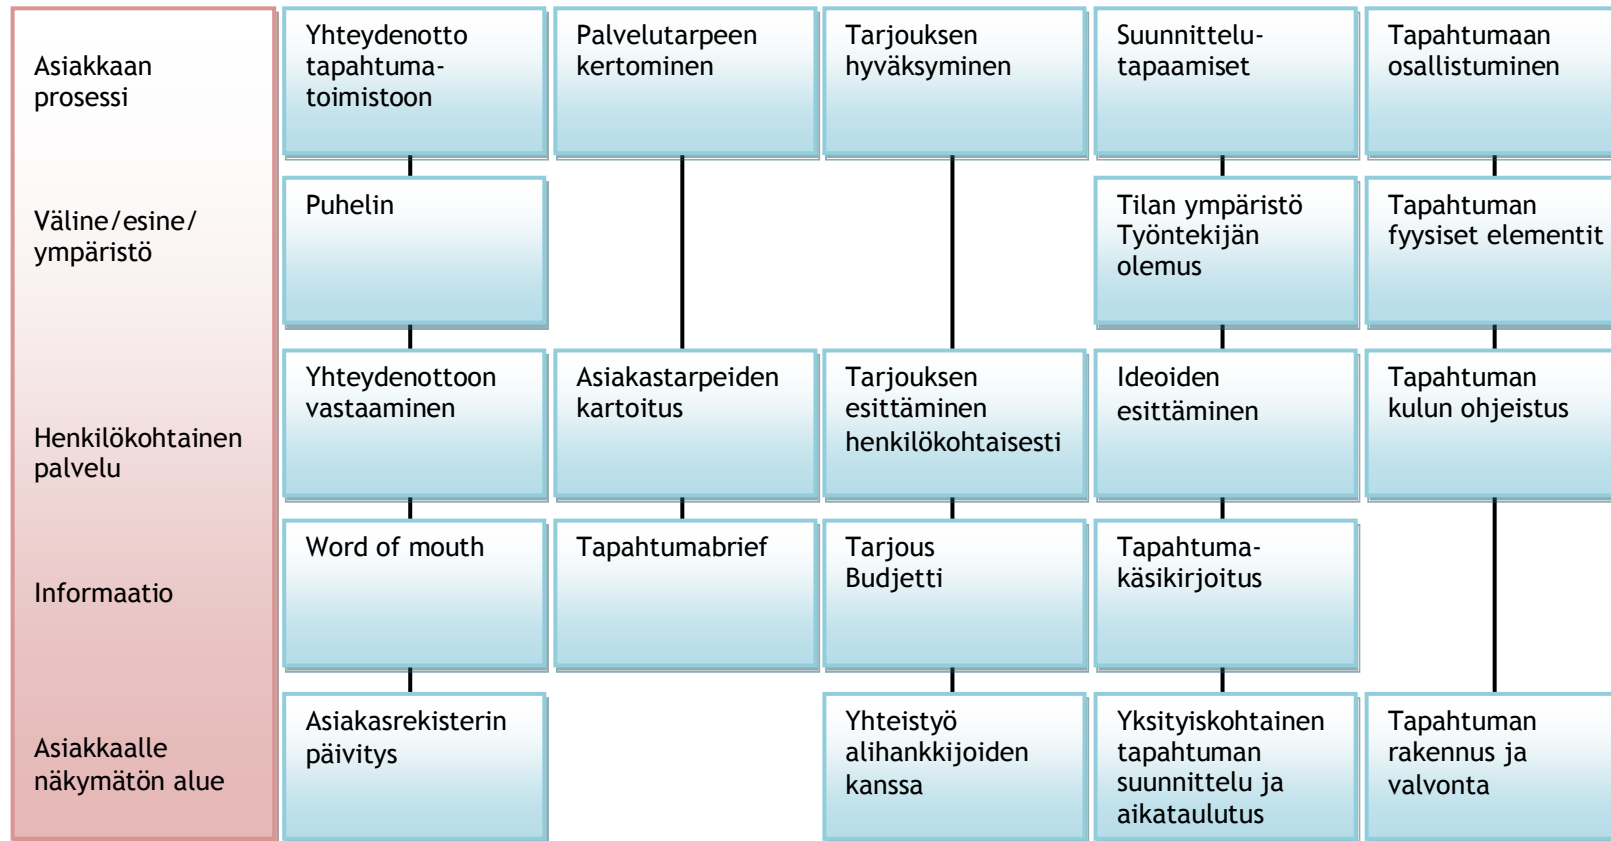 Asiakkaan
prosessi
Yhteydenotto
tapahtuma-
toimistoon
Palvelutarpeen
kertominen
Tarjouksen
hyväksyminen
Suunnittelu-
tapaamiset
Tapahtumaan
osallistuminen
Väline/esine/
ympäristö
Puhelin
Tilan ympäristö
Työntekijän
olemus
Tapahtuman
fyysiset elementit
Henkilökohtainen
palvelu
Yhteydenottoon
vastaaminen
Asiakastarpeiden
kartoitus
Tarjouksen
esittäminen
henkilökohtaisesti
Ideoiden
esittäminen
Tapahtuman
kulun ohjeistus
Informaatio
Word of mouth
Tapahtumabrief
Tarjous
Budjetti
Tapahtuma-
käsikirjoitus
Asiakkaalle
näkymätön alue
Asiakasrekisterin
päivitys
Yhteistyö
alihankkijoiden
kanssa
Yksityiskohtainen
tapahtuman
suunnittelu ja
aikataulutus
Tapahtuman
rakennus ja
valvonta